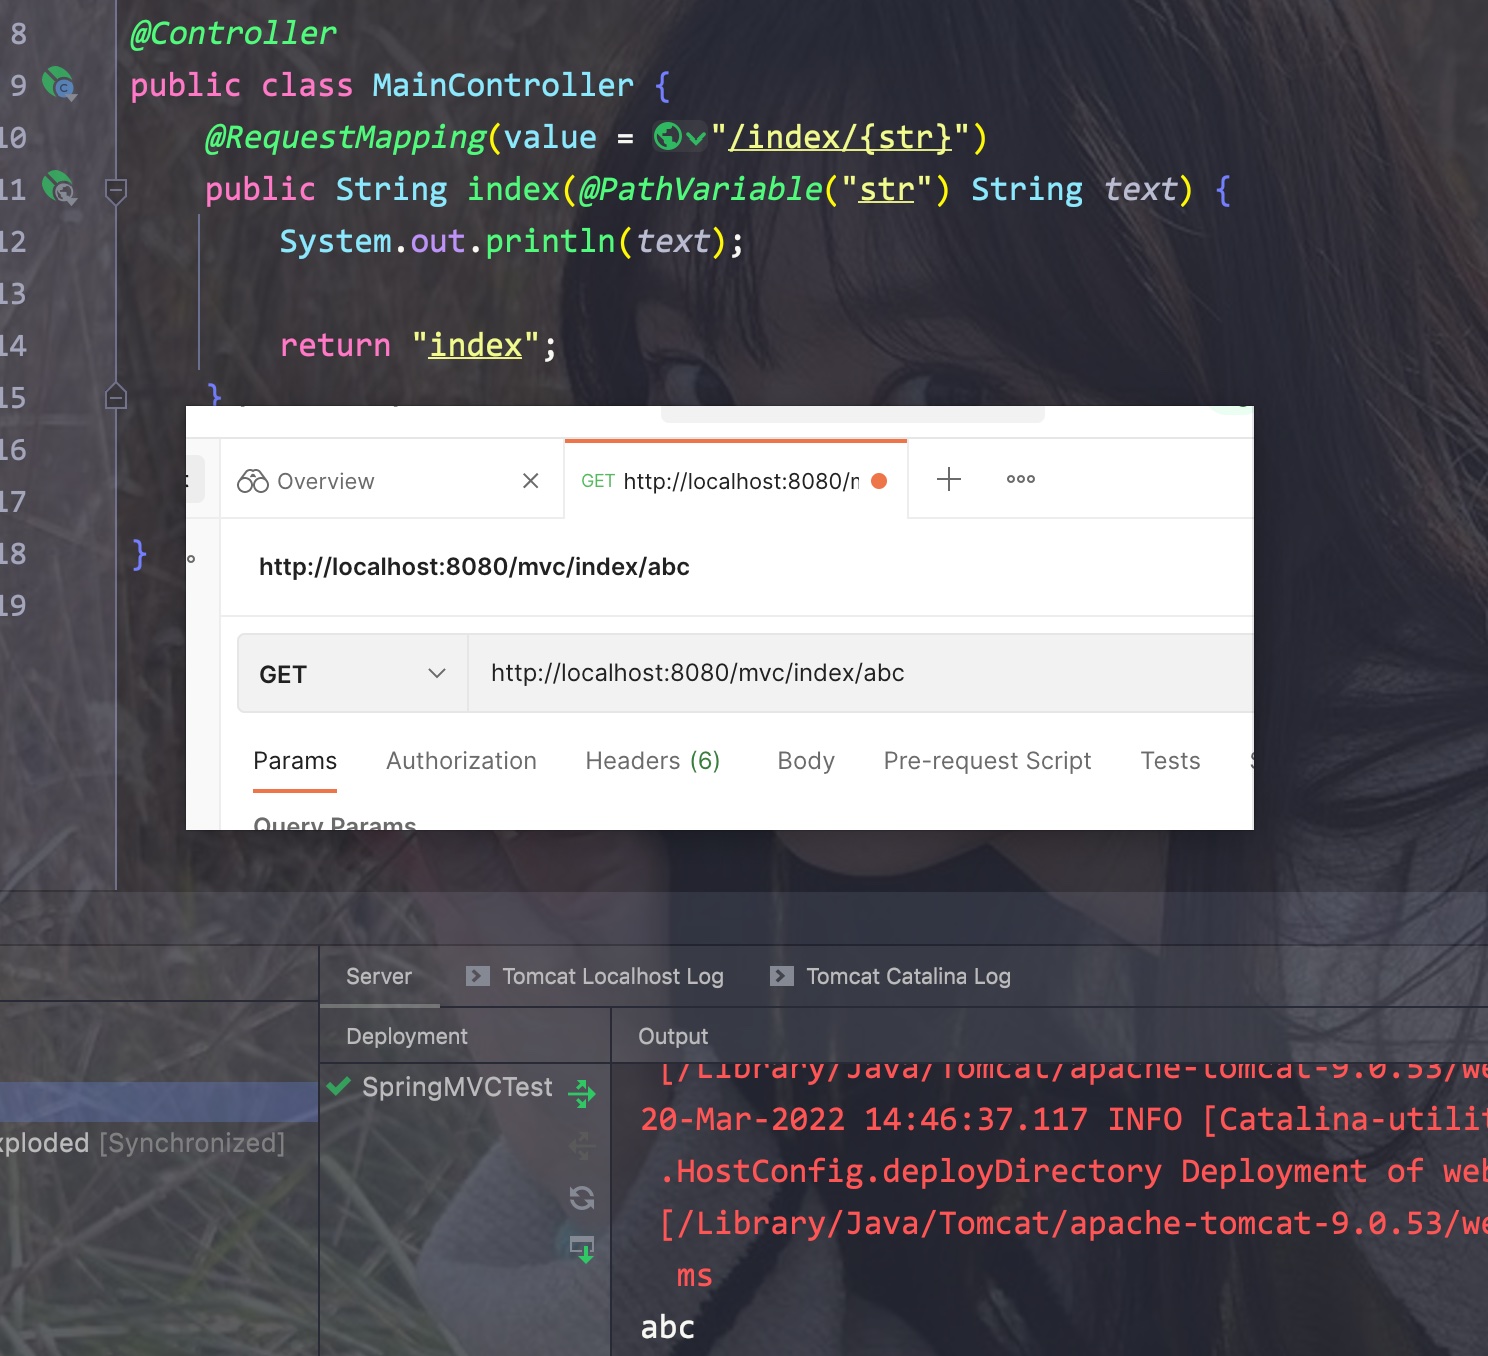 8 @Controller
9 public class MainController {
10 @RequestMapping(value = "/index/{str}")
11 public String index(@PathVariable("str") String text) {
12 System.out.println(text);
13
14 return "index";
15 }
16
17
18 }
19
Overview
GET http://localhost:8080/
http://localhost:8080/mvc/index/abc
GET http://localhost:8080/mvc/index/abc
Params Authorization Headers (6) Body Pre-request Script Tests
Query Params
Server Tomcat Localhost Log Tomcat Catalina Log
Deployment Output
SpringMVCTest
xploded [Synchronized]
[/Library/Java/Tomcat/apache-tomcat-9.0.53/we
20-Mar-2022 14:46:37.117 INFO [Catalina-utilit
.HostConfig.deployDirectory Deployment of web
[/Library/Java/Tomcat/apache-tomcat-9.0.53/we
ms
abc